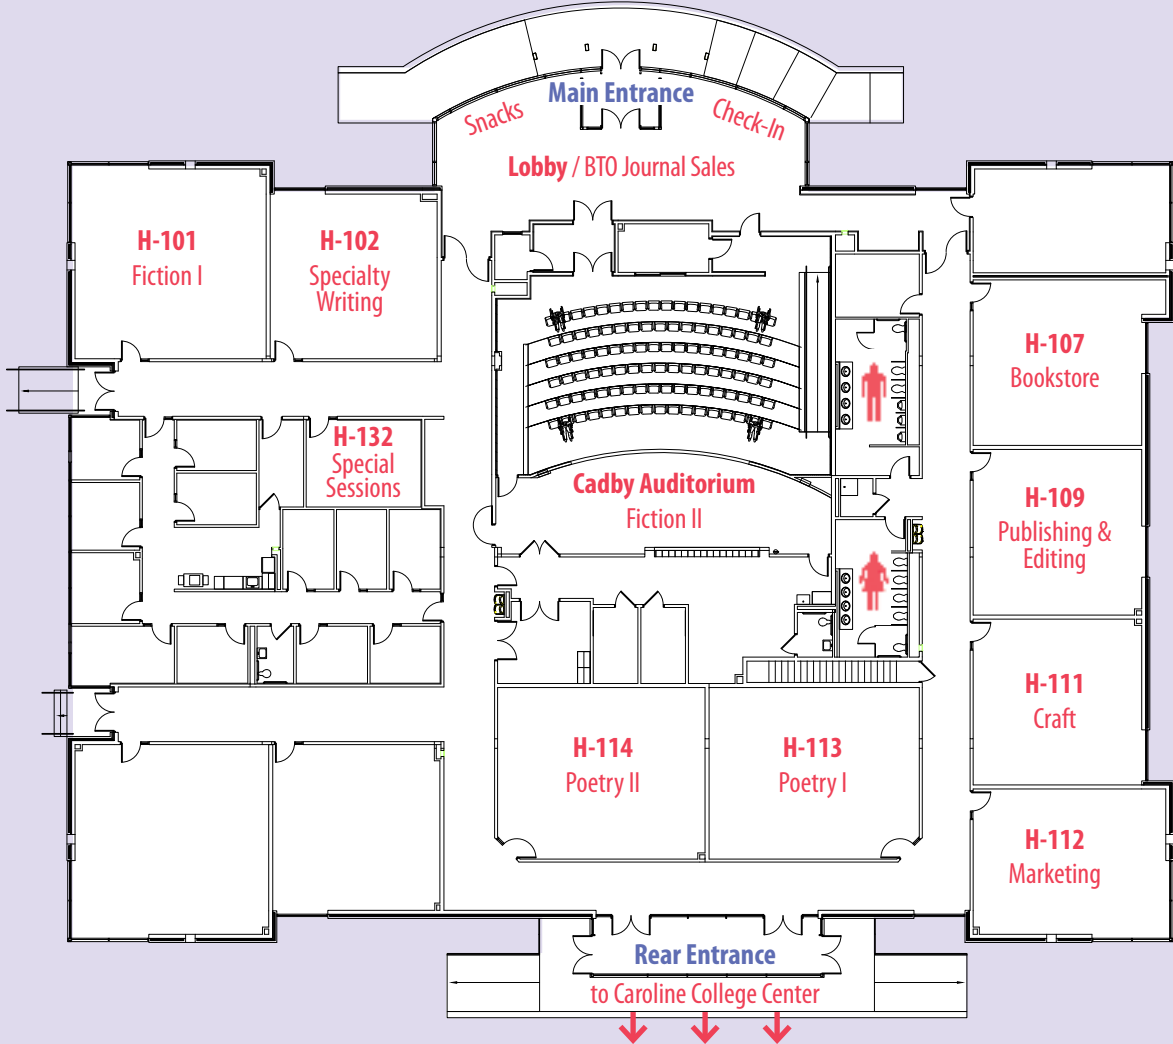 Main Entrance
Snacks
Check-In
Lobby / BTO Journal Sales
H-101
Fiction I
H-102
Specialty
Writing
H-107
Bookstore
H-132
Special
Sessions
Cadby Auditorium
Fiction II
H-109
Publishing &
Editing
H-111
Craft
H-114
Poetry II
H-113
Poetry I
H-112
Marketing
Rear Entrance
to Caroline College Center